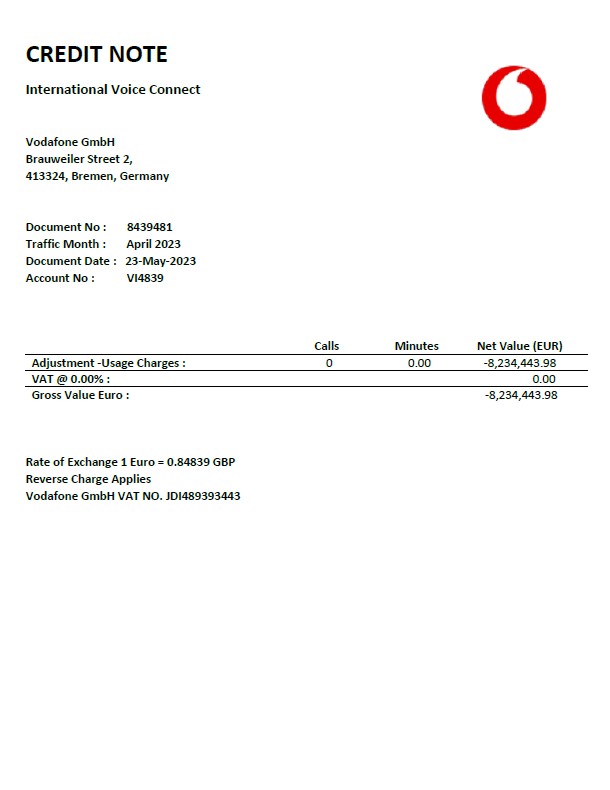 CREDIT NOTE
International Voice Connect
Vodafone GmbH
Brauweiler Street 2,
413324, Bremen, Germany
Document No : 8439481
Traffic Month : April 2023
Document Date : 23-May-2023
Account No : VI4839
Calls Minutes Net Value (EUR)
Adjustment -Usage Charges : 0 0.00 -8,234,443.98
VAT @ 0.00% : 0.00
Gross Value Euro : -8,234,443.98
Rate of Exchange 1 Euro = 0.84839 GBP
Reverse Charge Applies
Vodafone GmbH VAT NO. JDI489393443